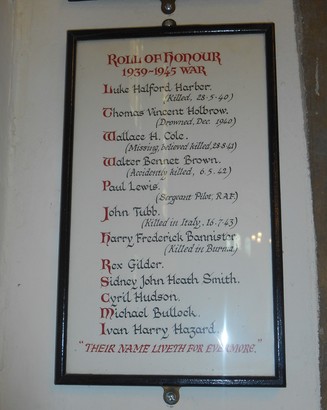 Roll of Honour
1939-1945 War
Luke Halford Harber.
(Killed, 28-5-40)
Thomas Vincent Holbrow.
(Drowned, Dec. 1940)
Wallace H. Cole.
(Missing, believed killed, 28·8·41)
Walter Bennet Brown.
(Accidently killed, 6.5.42)
Paul Lewis.
(Sergeant Pilot, RAF)
John Tubb.
(Killed in Italy, 16-7-43)
Harry Frederick Bannister
(Killed in Burma)
Rex Gilder.
Sidney John Heath Smith.
Cyril Hudson.
Michael Bullock.
Ivan Harry Hazard.
"THEIR NAME LIVETH FOR EVERMORE."